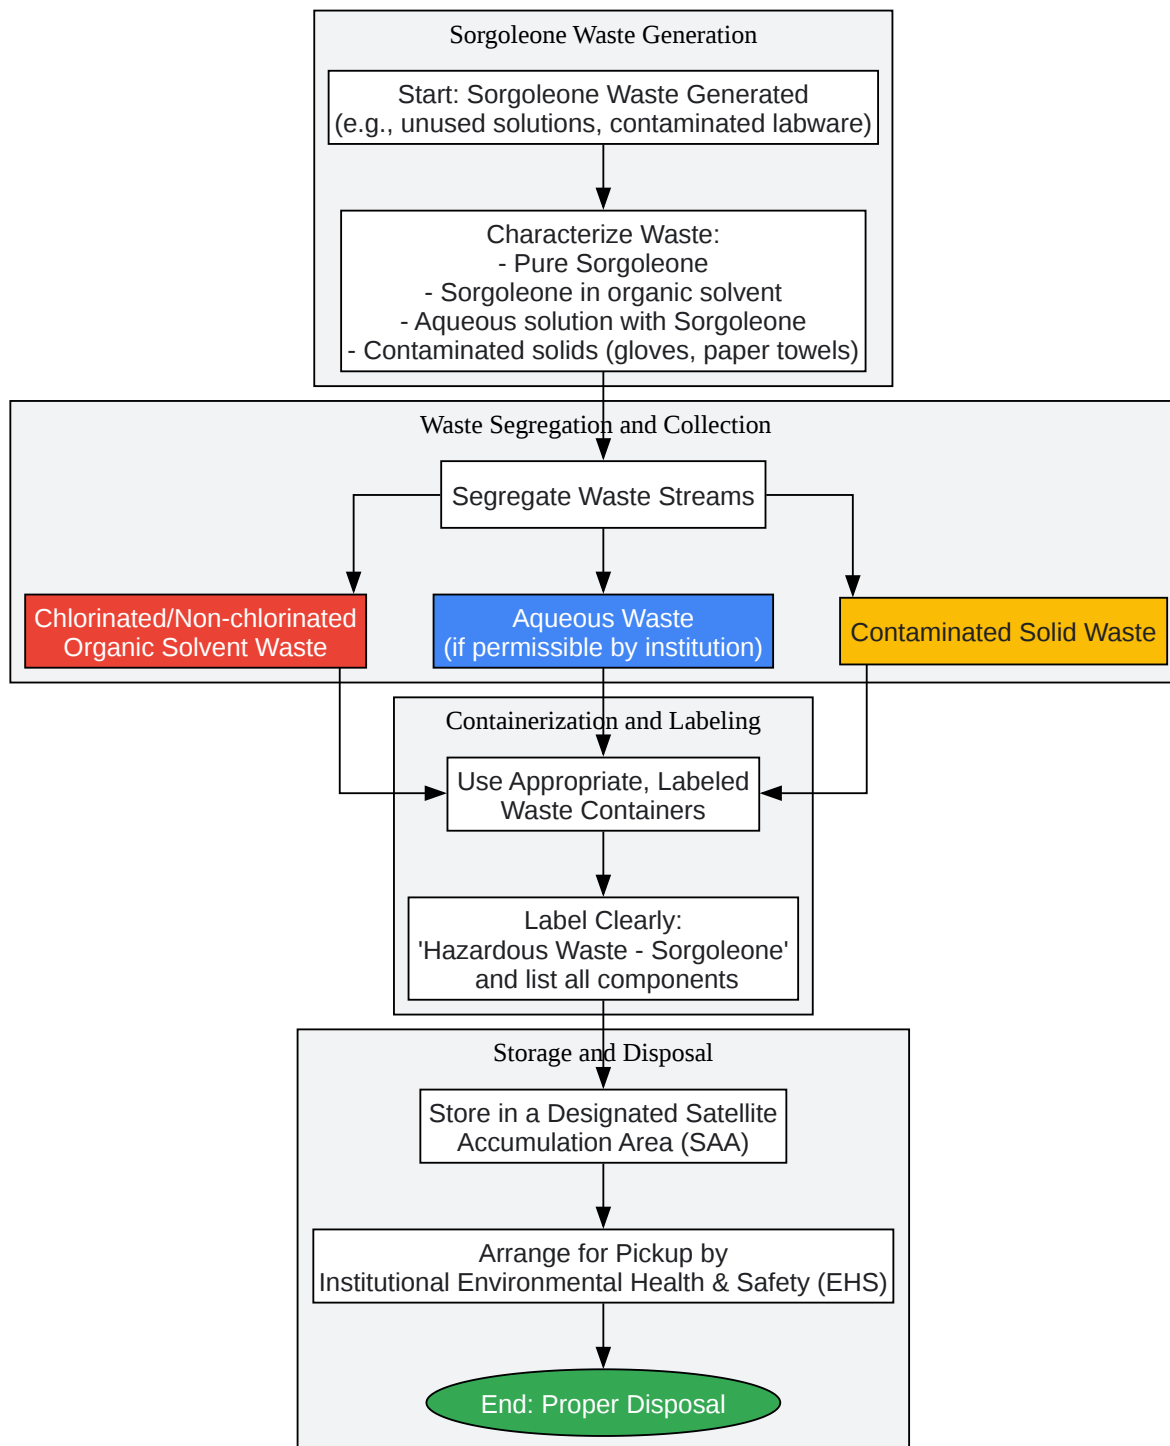 Sorgoleone Waste Generation
Start: Sorgoleone Waste Generated
(e.g., unused solutions, contaminated labware)
Characterize Waste:
- Pure Sorgoleone
- Sorgoleone in organic solvent
- Aqueous solution with Sorgoleone
- Contaminated solids (gloves, paper towels)
Waste Segregation and Collection
Segregate Waste Streams
Chlorinated/Non-chlorinated
Organic Solvent Waste
Aqueous Waste
(if permissible by institution)
Contaminated Solid Waste
Containerization and Labeling
Use Appropriate, Labeled
Waste Containers
Label Clearly:
'Hazardous Waste - Sorgoleone'
and list all components
Storage and Disposal
Store in a Designated Satellite
Accumulation Area (SAA)
Arrange for Pickup by
Institutional Environmental Health & Safety (EHS)
End: Proper Disposal